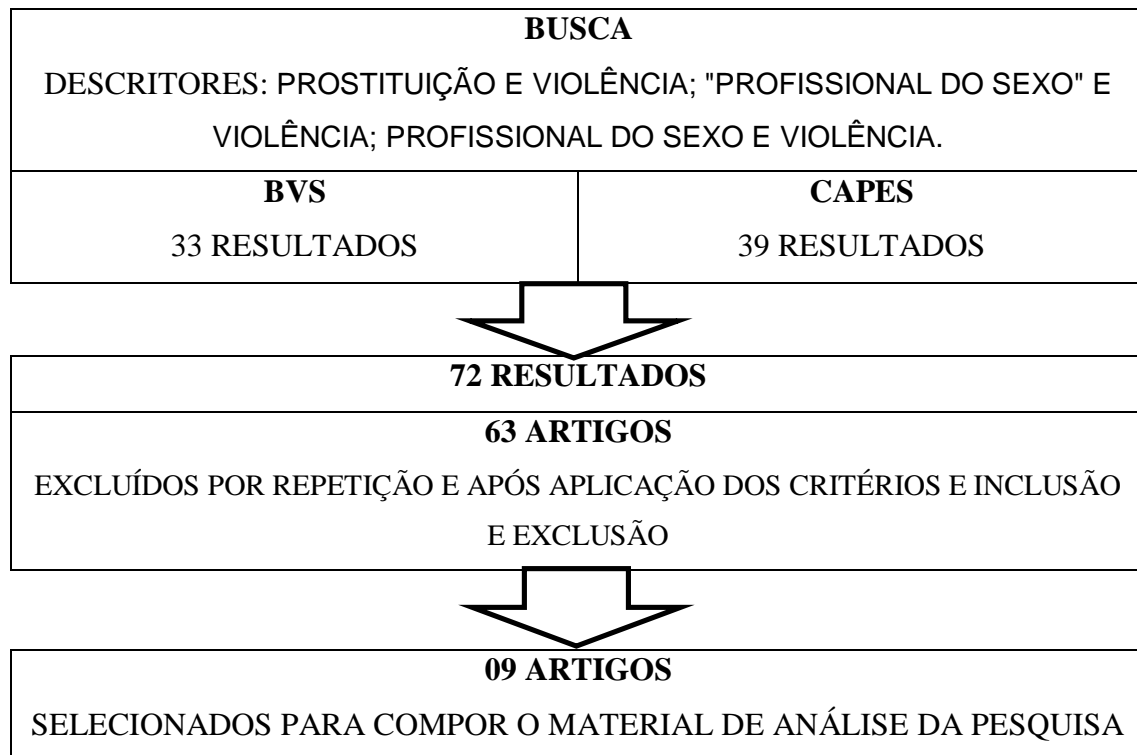 BUSCA
DESCRITORES: PROSTITUIÇÃO E VIOLÊNCIA; "PROFISSIONAL DO SEXO" E
VIOLÊNCIA; PROFISSIONAL DO SEXO E VIOLÊNCIA.
BVS
33 RESULTADOS
CAPES
39 RESULTADOS
72 RESULTADOS
63 ARTIGOS
EXCLUÍDOS POR REPETIÇÃO E APÓS APLICAÇÃO DOS CRITÉRIOS E INCLUSÃO
E EXCLUSÃO
09 ARTIGOS
SELECIONADOS PARA COMPOR O MATERIAL DE ANÁLISE DA PESQUISA